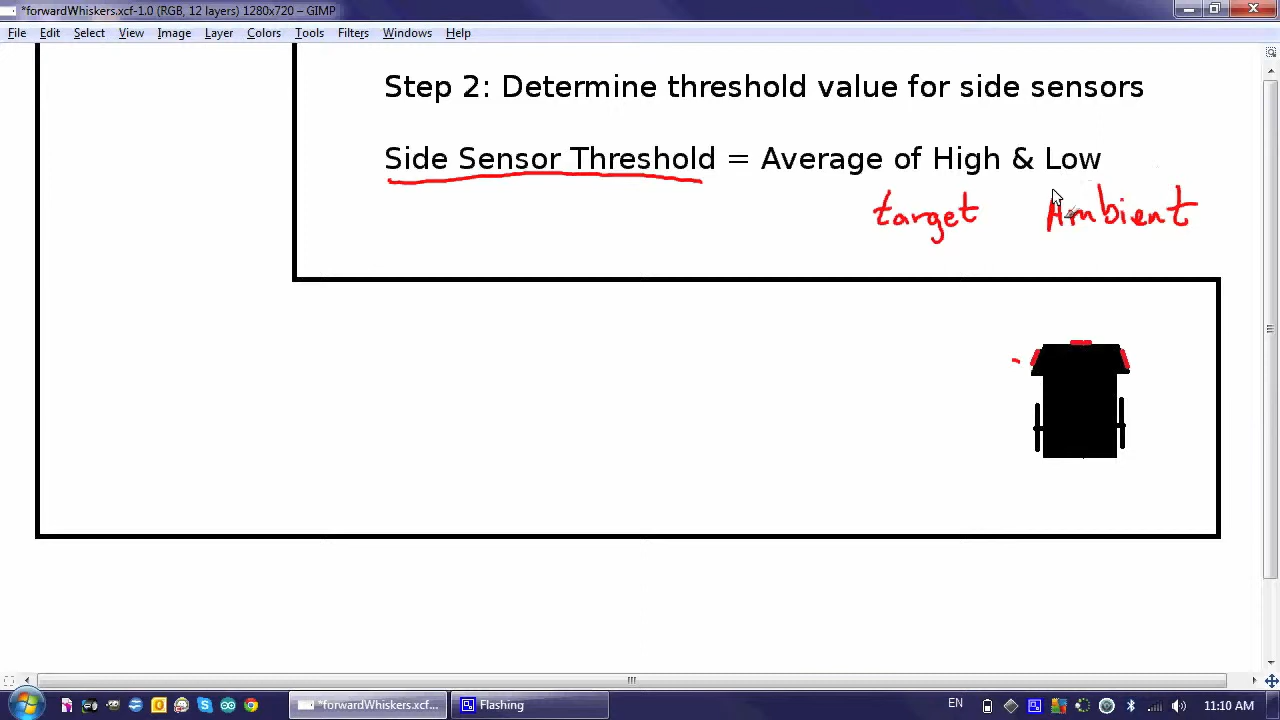 *forwardWhiskers.xcf-1.0 (RGB, 12 layers) 1280x720 – GIMP
File Edit Select View Image Layer Colors Tools Filters Windows Help
Step 2: Determine threshold value for side sensors
Side Sensor Threshold = Average of High & Low
target Ambient
*forwardWhiskers.xcf... Flashing EN 11:10 AM